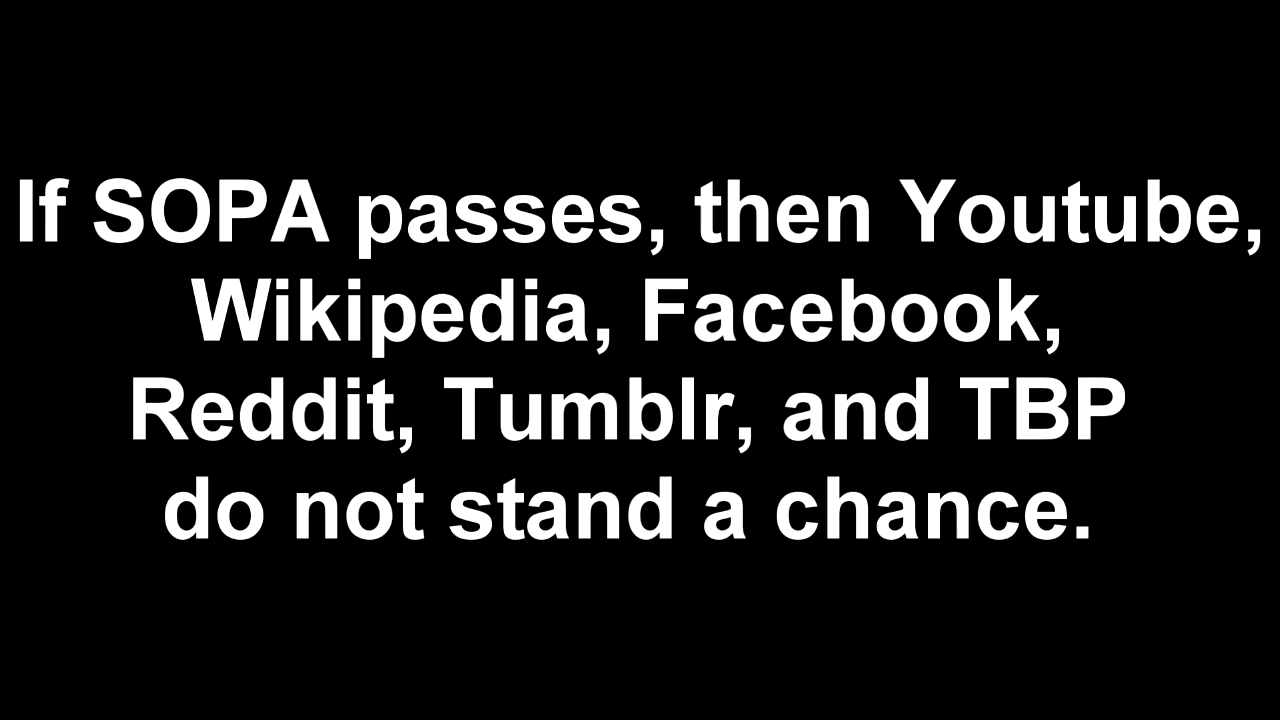 If SOPA passes, then Youtube,
Wikipedia, Facebook,
Reddit, Tumblr, and TBP
do not stand a chance.